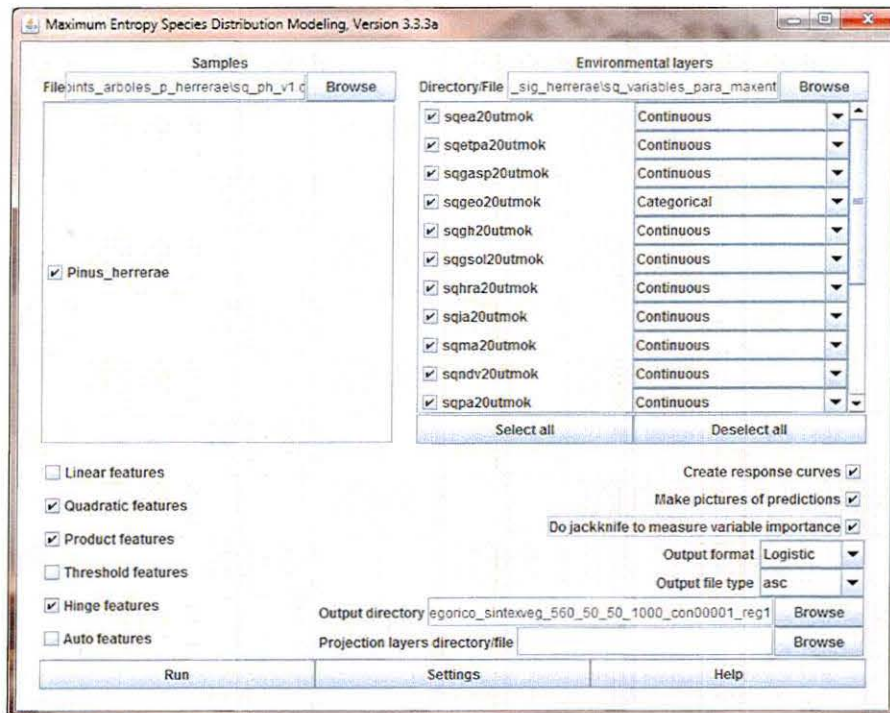 Maximum Entropy Species Distribution Modeling, Version 3.3.3a
Samples
File oints_arboles_p_herrerae\sq_ph_v1.c Browse
Pinus_herrerae
Environmental layers
Directory/File _sig_herrerae\sq_variables_para_maxent Browse
sqea20utmok Continuous
sqetpa20utmok Continuous
sqgasp20utmok Continuous
sqgeo20utmok Categorical
sqgh20utmok Continuous
sqgsol20utmok Continuous
sqhra20utmok Continuous
sqia20utmok Continuous
sqma20utmok Continuous
sqndv20utmok Continuous
sqpa20utmok Continuous
Select all Deselect all
Linear features
Quadratic features
Product features
Threshold features
Hinge features
Auto features
Create response curves
Make pictures of predictions
Do jackknife to measure variable importance
Output format Logistic
Output file type asc
Output directory egorico_sintexveg_560_50_50_1000_con00001_reg1 Browse
Projection layers directory/file Browse
Run Settings Help